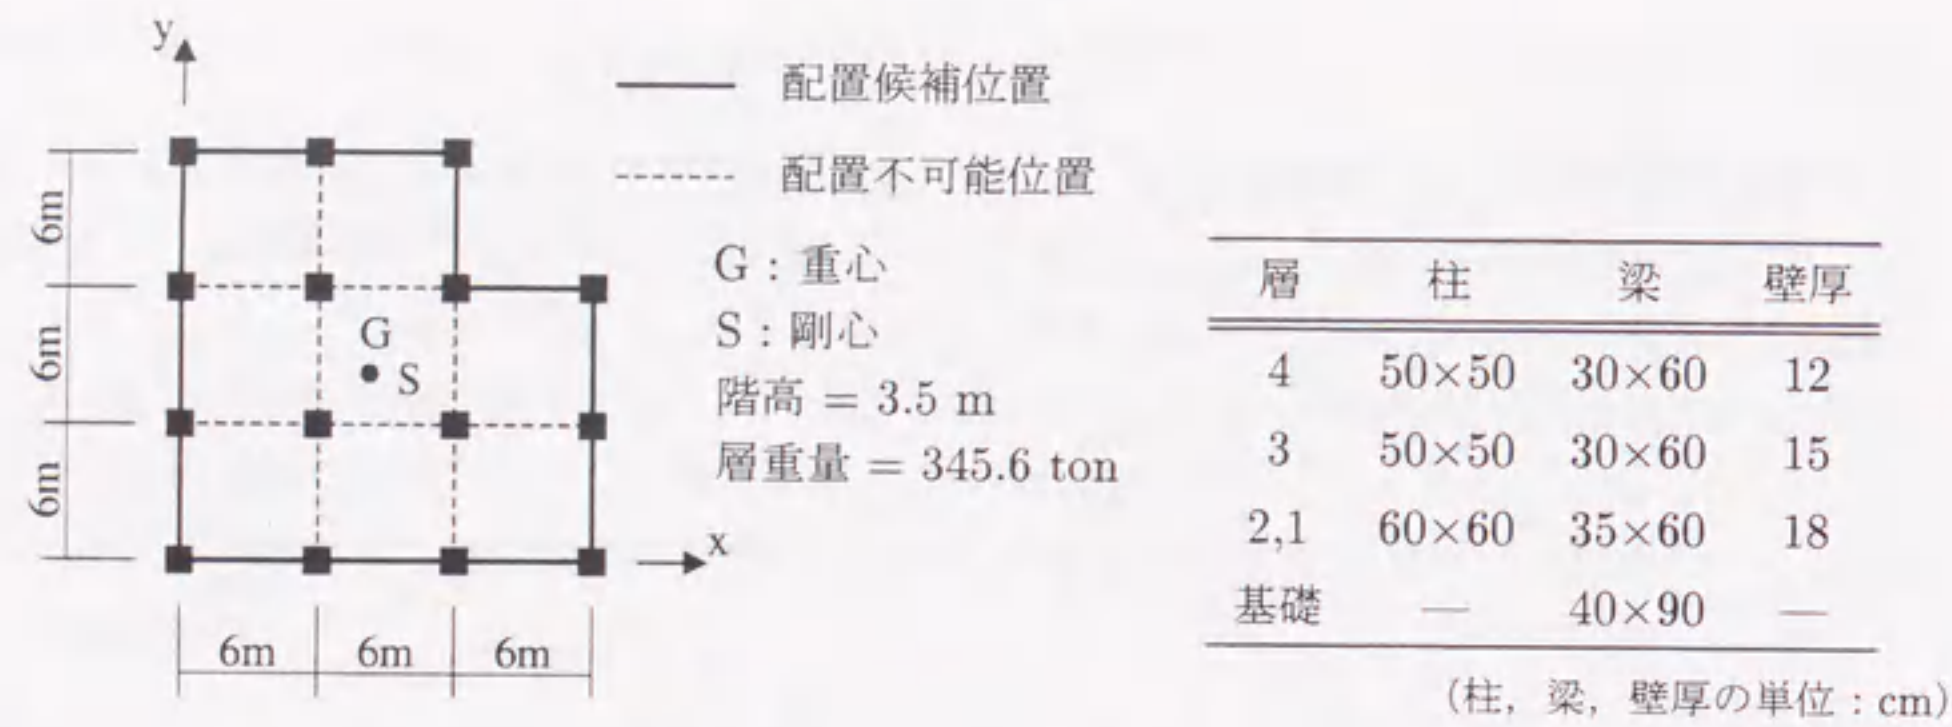 y
配置候補位置
配置不可能位置
6m
6m
6m
G
S
G : 重心
S : 剛心
階高 = 3.5 m
層重量 = 345.6 ton
x
6m 6m 6m
層 柱 梁 壁厚
4 50×50 30×60 12
3 50×50 30×60 15
2,1 60×60 35×60 18
基礎 — 40×90 —
(柱, 梁, 壁厚の単位 : cm)